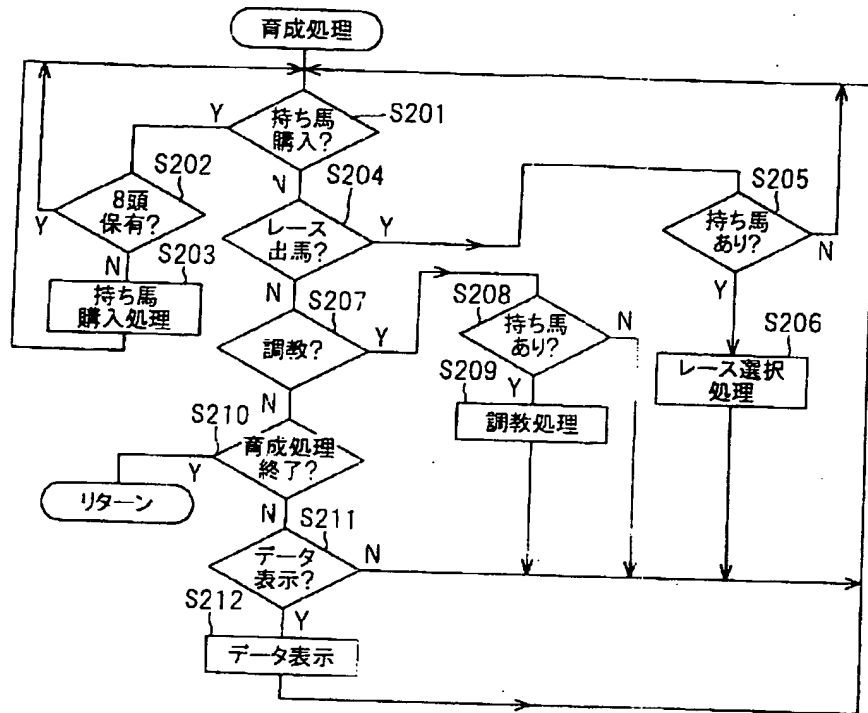 育成処理
持ち馬
購入?
S201
Y
N
S202
8頭
保有?
Y
N
S203
持ち馬
購入処理
S204
レース
出馬?
Y
N
S205
持ち馬
あり?
N
Y
S206
レース選択
処理
S207
調教?
Y
N
S208
持ち馬
あり?
N
Y
S209
調教処理
S210
育成処理
終了?
Y
N
リターン
S211
データ
表示?
N
Y
S212
データ表示